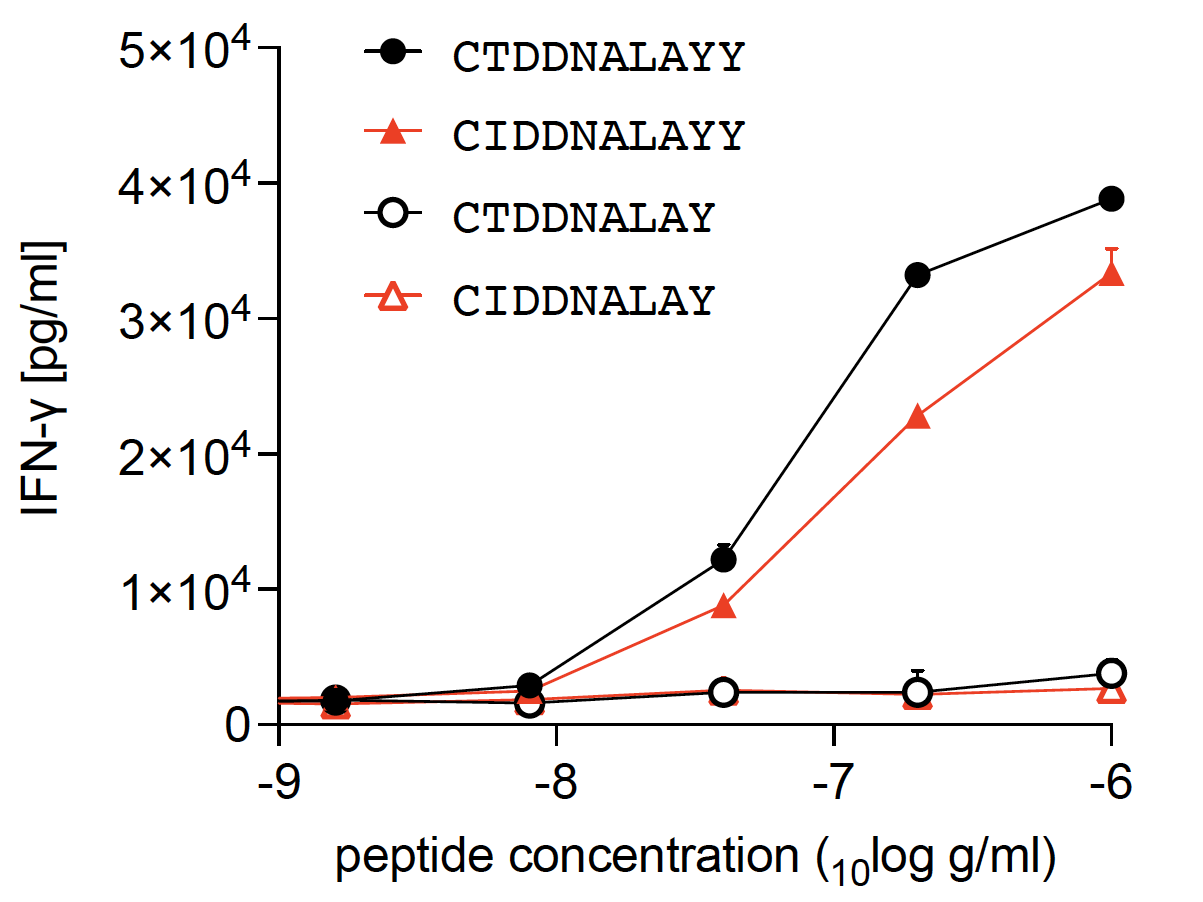 5×10⁴
CTDDNALAYY
CIDDNALAYY
4×10⁴
CTDDNALAY
CIDDNALAY
3×10⁴
IFN-γ [pg/ml]
2×10⁴
1×10⁴
0
-9 -8 -7 -6
peptide concentration (₁₀log g/ml)